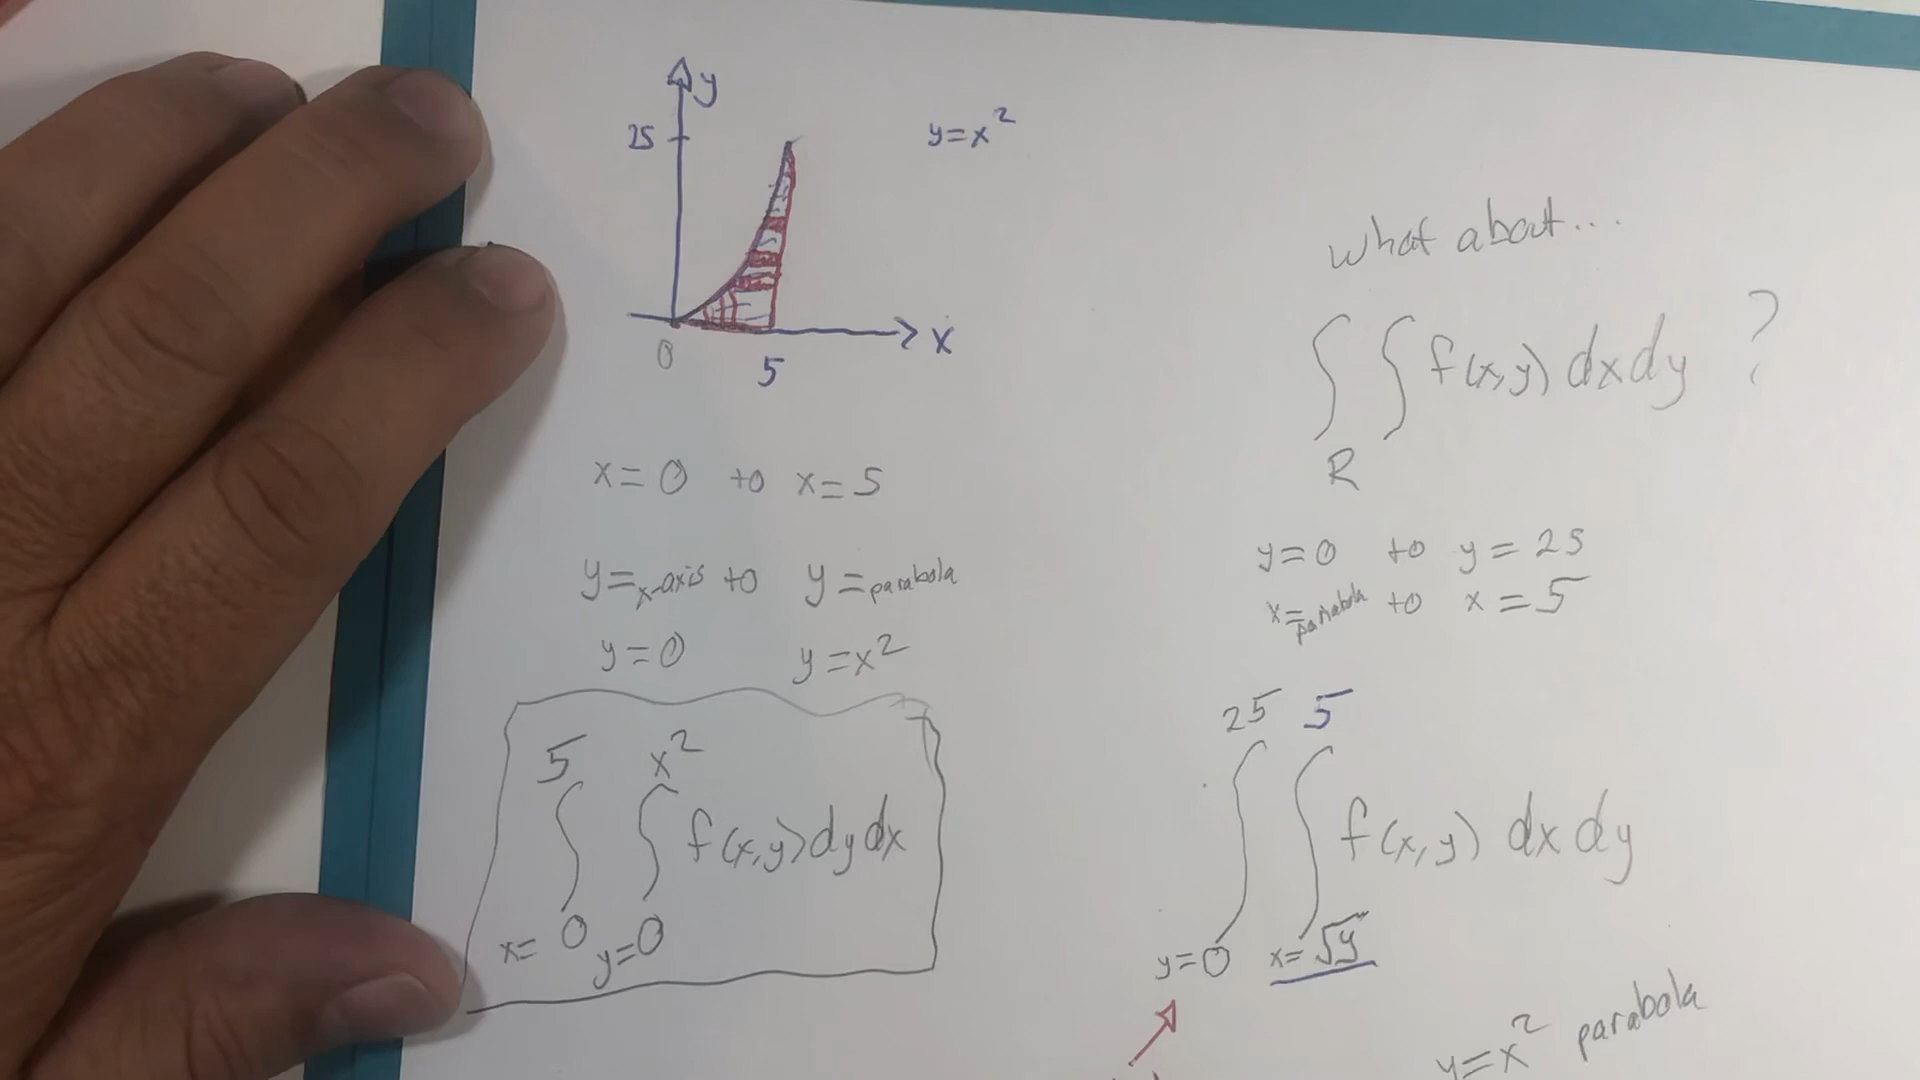 y
25
y=x²
0
5
x
x=0 to x=5
y=x-axis to y=parabola
y=0 y=x²
5 x²
∫ ∫ f(x,y) dy dx
x=0 y=0
What about...
∫ ∫ f(x,y) dx dy ?
R
y=0 to y=25
x=parabola to x=5
25 5
∫ ∫ f(x,y) dx dy
y=0 x=√y
y=x² parabola